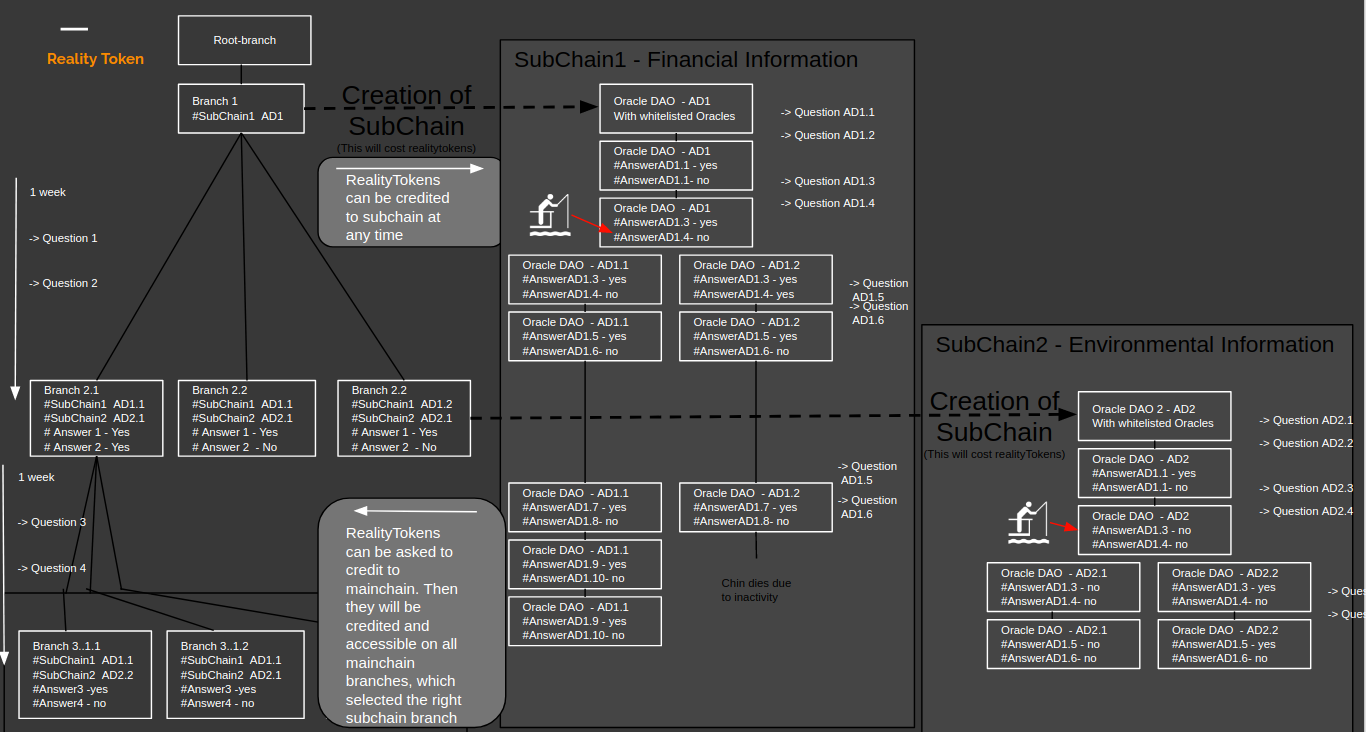 Reality Token
Root-branch
Branch 1
#SubChain1 AD1
1 week
-> Question 1
-> Question 2
Branch 2.1
#SubChain1 AD1.1
#SubChain2 AD2.1
# Answer 1 - Yes
# Answer 2 - Yes
Branch 2.2
#SubChain1 AD1.1
#SubChain2 AD2.1
# Answer 1 - Yes
# Answer 2 - No
Branch 2.2
#SubChain1 AD1.2
#SubChain2 AD2.1
# Answer 1 - Yes
# Answer 2 - No
1 week
-> Question 3
-> Question 4
Branch 3..1.1
#SubChain1 AD1.1
#SubChain2 AD2.2
#Answer3 -yes
#Answer4 - no
Branch 3..1.2
#SubChain1 AD1.1
#SubChain2 AD2.1
#Answer3 -yes
#Answer4 - no
Creation of
SubChain
(This will cost realitytokens)
RealityTokens
can be credited
to subchain at
any time
RealityTokens
can be asked to
credit to
mainchain. Then
they will be
credited and
accessible on all
mainchain
branches, which
selected the right
subchain branch
SubChain1 - Financial Information
Oracle DAO - AD1
With whitelisted Oracles
-> Question AD1.1
-> Question AD1.2
Oracle DAO - AD1
#AnswerAD1.1 - yes
#AnswerAD1.1- no
-> Question AD1.3
-> Question AD1.4
Oracle DAO - AD1
#AnswerAD1.3 - yes
#AnswerAD1.4- no
Oracle DAO - AD1.1
#AnswerAD1.3 - yes
#AnswerAD1.4- no
Oracle DAO - AD1.2
#AnswerAD1.3 - yes
#AnswerAD1.4- yes
-> Question
AD1.5
-> Question
AD1.6
Oracle DAO - AD1.1
#AnswerAD1.5 - yes
#AnswerAD1.6- no
Oracle DAO - AD1.2
#AnswerAD1.5 - yes
#AnswerAD1.6- no
Oracle DAO - AD1.1
#AnswerAD1.7 - yes
#AnswerAD1.8- no
Oracle DAO - AD1.2
#AnswerAD1.7 - yes
#AnswerAD1.8- no
-> Question
AD1.5
-> Question
AD1.6
Oracle DAO - AD1.1
#AnswerAD1.9 - yes
#AnswerAD1.10- no
Oracle DAO - AD1.1
#AnswerAD1.9 - yes
#AnswerAD1.10- no
Chin dies due
to inactivity
SubChain2 - Environmental Information
Creation of
SubChain
(This will cost realityTokens)
Oracle DAO 2 - AD2
With whitelisted Oracles
-> Question AD2.1
-> Question AD2.2
Oracle DAO - AD2
#AnswerAD1.1 - yes
#AnswerAD1.1- no
-> Question AD2.3
-> Question AD2.4
Oracle DAO - AD2
#AnswerAD1.3 - no
#AnswerAD1.4- no
Oracle DAO - AD2.1
#AnswerAD1.3 - no
#AnswerAD1.4- no
Oracle DAO - AD2.2
#AnswerAD1.3 - yes
#AnswerAD1.4- no
-> Ques
-> Ques
Oracle DAO - AD2.1
#AnswerAD1.5 - no
#AnswerAD1.6- no
Oracle DAO - AD2.2
#AnswerAD1.5 - yes
#AnswerAD1.6- no